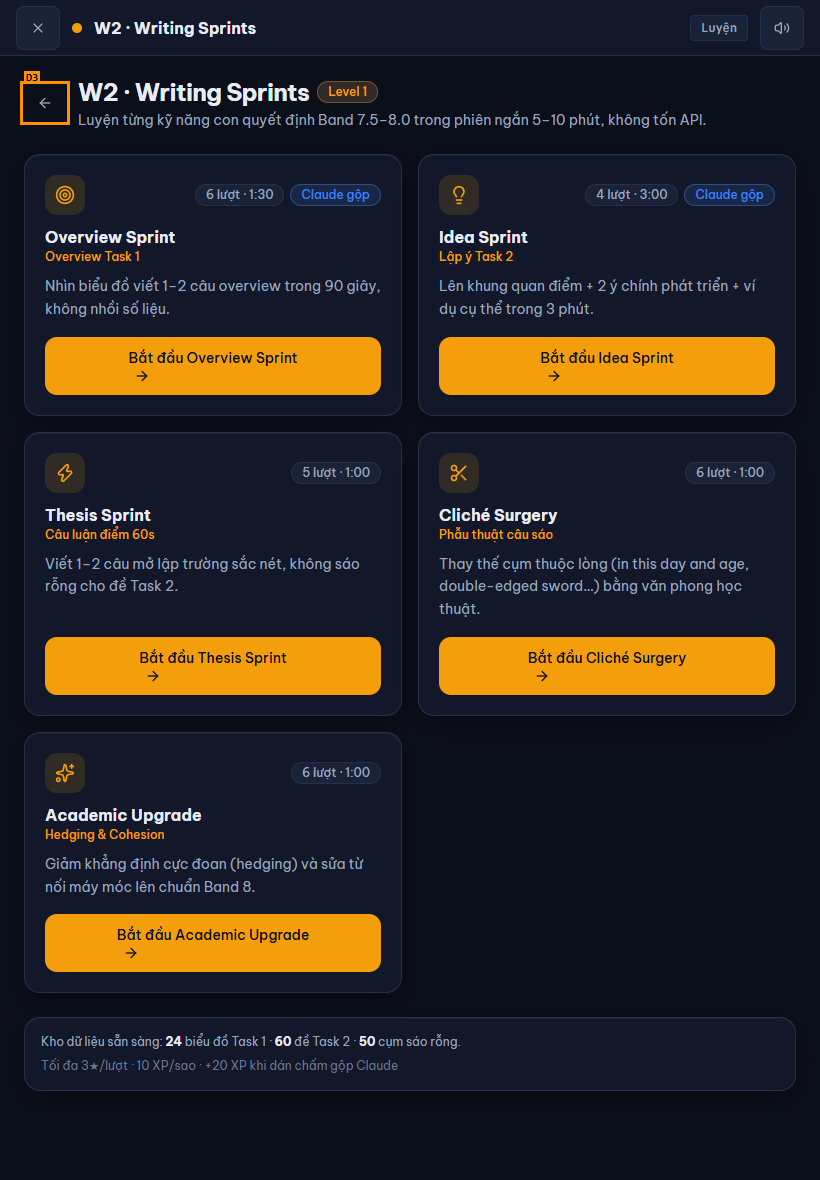 W2 · Writing Sprints
Luyện
D3
W2 · Writing Sprints
Level 1
Luyện từng kỹ năng con quyết định Band 7.5–8.0 trong phiên ngắn 5–10 phút, không tốn API.
6 lượt · 1:30
Claude gộp
Overview Sprint
Overview Task 1
Nhìn biểu đồ viết 1–2 câu overview trong 90 giây,
không nhồi số liệu.
Bắt đầu Overview Sprint
→
4 lượt · 3:00
Claude gộp
Idea Sprint
Lập ý Task 2
Lên khung quan điểm + 2 ý chính phát triển + ví
dụ cụ thể trong 3 phút.
Bắt đầu Idea Sprint
→
5 lượt · 1:00
Thesis Sprint
Câu luận điểm 60s
Viết 1–2 câu mở lập trường sắc nét, không sáo
rỗng cho đề Task 2.
Bắt đầu Thesis Sprint
→
6 lượt · 1:00
Cliché Surgery
Phẫu thuật câu sáo
Thay thế cụm thuộc lòng (in this day and age,
double-edged sword…) bằng văn phong học
thuật.
Bắt đầu Cliché Surgery
→
6 lượt · 1:00
Academic Upgrade
Hedging & Cohesion
Giảm khẳng định cực đoan (hedging) và sửa từ
nối máy móc lên chuẩn Band 8.
Bắt đầu Academic Upgrade
→
Kho dữ liệu sẵn sàng: 24 biểu đồ Task 1 · 60 đề Task 2 · 50 cụm sáo rỗng.
Tối đa 3★/lượt · 10 XP/sao · +20 XP khi dán chấm gộp Claude